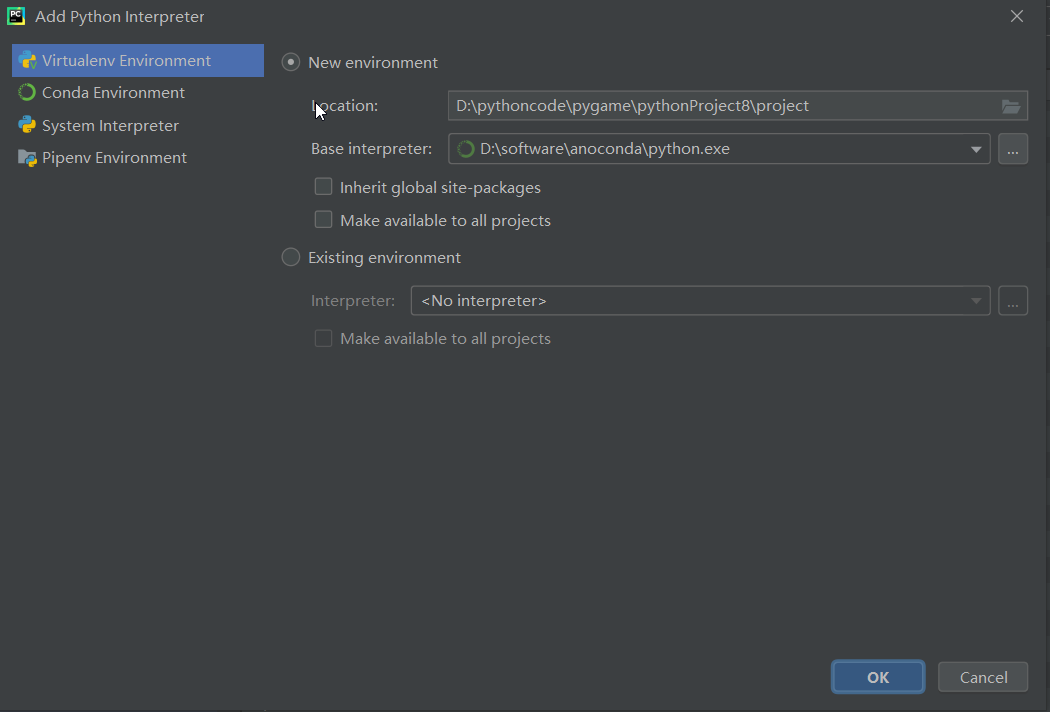 PC Add Python Interpreter
Virtualenv Environment
Conda Environment
System Interpreter
Pipenv Environment
New environment
Location: D:\pythoncode\pygame\pythonProject8\project
Base interpreter: D:\software\anoconda\python.exe ...
Inherit global site-packages
Make available to all projects
Existing environment
Interpreter: <No interpreter> ...
Make available to all projects
OK Cancel